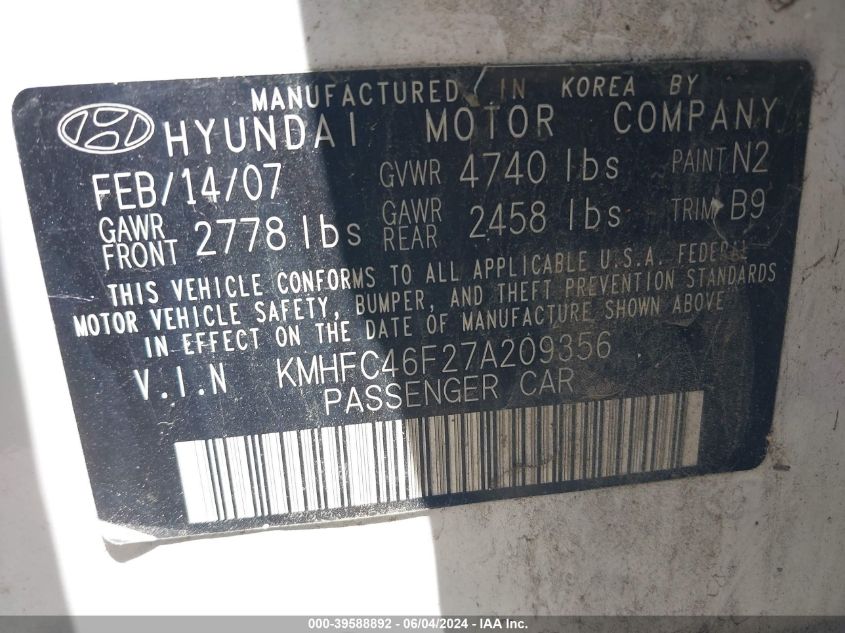 MANUFACTURED IN KOREA BY
HYUNDAI MOTOR COMPANY
FEB/14/07 GVWR 4740 lbs PAINT N2
GAWR FRONT 2778 lbs GAWR REAR 2458 lbs TRIM B9
THIS VEHICLE CONFORMS TO ALL APPLICABLE U.S.A. FEDERAL
MOTOR VEHICLE SAFETY, BUMPER, AND THEFT PREVENTION STANDARDS
IN EFFECT ON THE DATE OF MANUFACTURE SHOWN ABOVE
V.I.N KMHFC46F27A209356
PASSENGER CAR
000-39588892 - 06/04/2024 - IAA Inc.